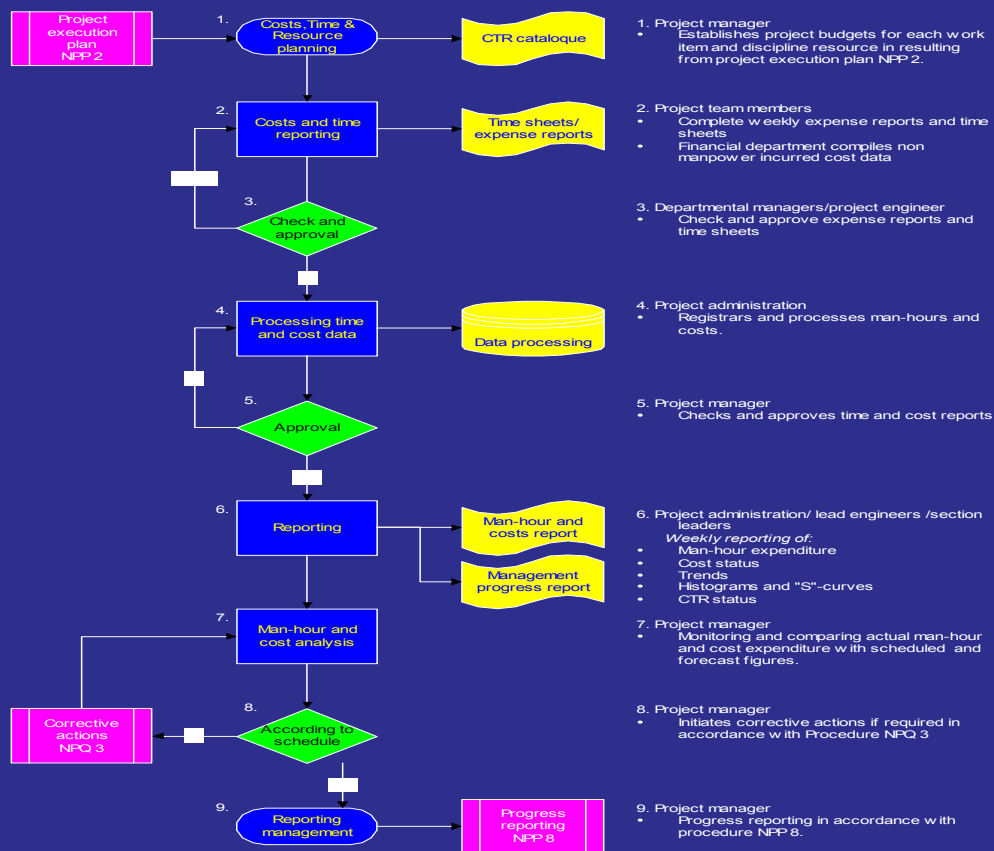 Project
execution
plan
NPP 2
1.
Costs,Time &
Resource
planning
CTR catalogue
1. Project manager
• Establishes project budgets for each work
item and discipline resource in resulting
from project execution plan NPP 2.
2.
Costs and time
reporting
Time sheets/
expense reports
2. Project team members
• Complete weekly expense reports and time
sheets
• Financial department compiles non
manpower incurred cost data
3.
Check and
approval
3. Departmental managers/project engineer
• Check and approve expense reports and
time sheets
4.
Processing time
and cost data
Data processing
4. Project administration
• Registrars and processes man-hours and
costs.
5.
Approval
5. Project manager
• Checks and approves time and cost reports
6.
Reporting
Man-hour and
costs report
Management
progress report
6. Project administration/ lead engineers /section
leaders
Weekly reporting of:
• Man-hour expenditure
• Cost status
• Trends
• Histograms and "S"-curves
• CTR status
7.
Man-hour and
cost analysis
7. Project manager
• Monitoring and comparing actual man-hour
and cost expenditure with scheduled and
forecast figures.
Corrective
actions
NPQ 3
8.
According to
schedule
8. Project manager
• Initiates corrective actions if required in
accordance with Procedure NPQ 3
9.
Reporting
management
Progress
reporting
NPP 8
9. Project manager
• Progress reporting in accordance with
procedure NPP 8.